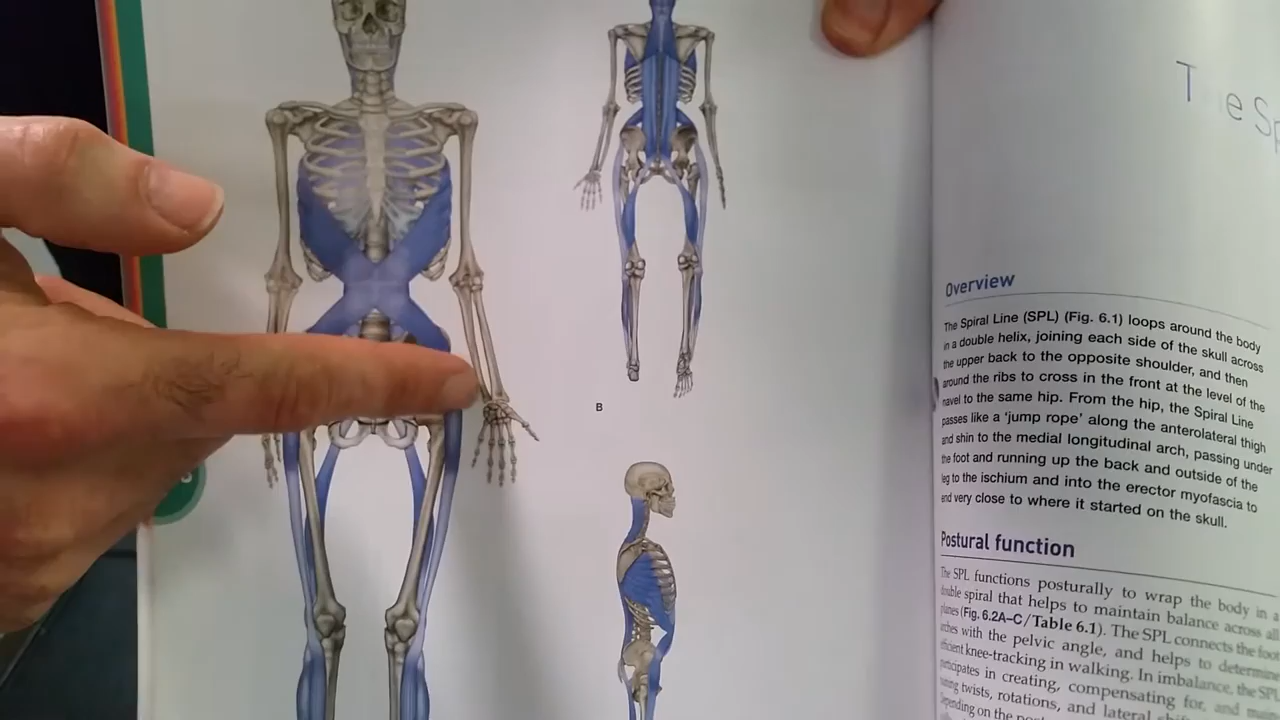 T e Sp
B
Overview
The Spiral Line (SPL) (Fig. 6.1) loops around the body
in a double helix, joining each side of the skull across
the upper back to the opposite shoulder, and then
around the ribs to cross in the front at the level of the
navel to the same hip. From the hip, the Spiral Line
passes like a ‘jump rope’ along the anterolateral thigh
and shin to the medial longitudinal arch, passing under
the foot and running up the back and outside of the
leg to the ischium and into the erector myofascia to
end very close to where it started on the skull.
Postural function
The SPL functions posturally to wrap the body in a
double spiral that helps to maintain balance across all
planes (Fig. 6.2A–C/Table 6.1). The SPL connects the foot
arches with the pelvic angle, and helps to determine
efficient knee-tracking in walking. In imbalance, the SPL
participates in creating, compensating for, and
twists, rotations, and lateral
Depending on the